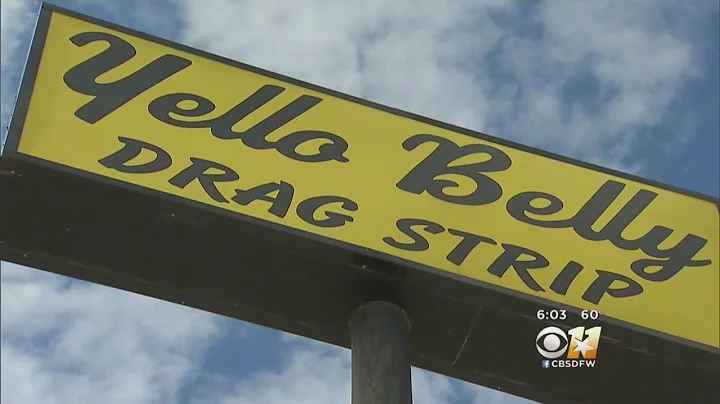 Yello Belly
DRAG STRIP
6:03 60°
CBS 11
CBSDFW